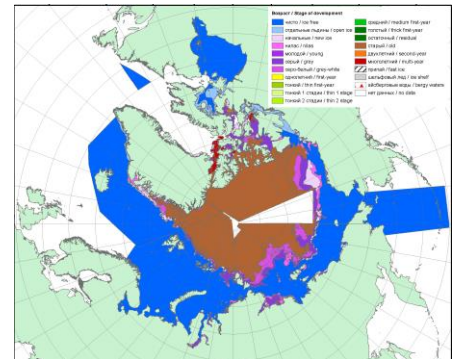 Возраст / Stage of development
чисто / ice free
отдельные льдины / open ice
начальные / new ice
нилас / nilas
молодой / young
серый / grey
серо-белый / grey-white
однолетний / first-year
тонкий / thin first-year
тонкий 1 стадии / thin 1 stage
тонкий 2 стадии / thin 2 stage
средний / medium first-year
толстый / thick first-year
остаточный / residual
старый / old
двухлетний / second-year
многолетний / multi-year
припай / fast ice
шельфовый лед / ice shelf
айсберговые воды / bergy waters
нет данных / no data